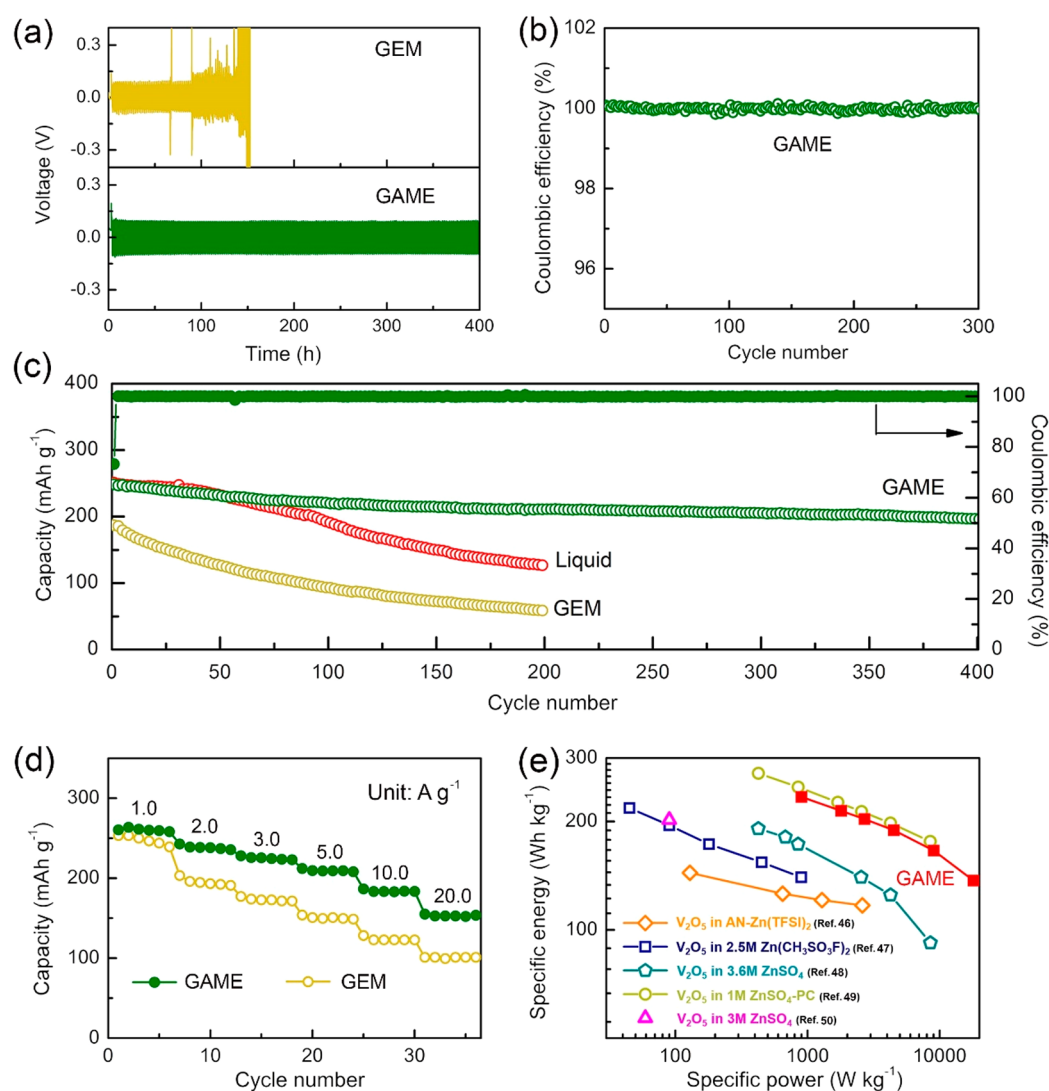 (a)
GEM
0.3
0.0
-0.3
GAME
0.3
0.0
-0.3
Voltage (V)
0 100 200 300 400
Time (h)
(b)
102
100
98
96
Coulombic efficiency (%)
GAME
0 100 200 300
Cycle number
(c)
400
300
200
100
0
Capacity (mAh g⁻¹)
100
80
60
40
20
0
Coulombic efficiency (%)
GAME
Liquid
GEM
0 50 100 150 200 250 300 350 400
Cycle number
(d)
300
200
100
0
Capacity (mAh g⁻¹)
Unit: A g⁻¹
1.0
2.0
3.0
5.0
10.0
20.0
GAME GEM
0 10 20 30
Cycle number
(e)
300
200
100
Specific energy (Wh kg⁻¹)
GAME
V₂O₅ in AN-Zn(TFSI)₂ (Ref. 46)
V₂O₅ in 2.5M Zn(CH₃SO₃F)₂ (Ref. 47)
V₂O₅ in 3.6M ZnSO₄ (Ref. 48)
V₂O₅ in 1M ZnSO₄-PC (Ref. 49)
V₂O₅ in 3M ZnSO₄ (Ref. 50)
100 1000 10000
Specific power (W kg⁻¹)